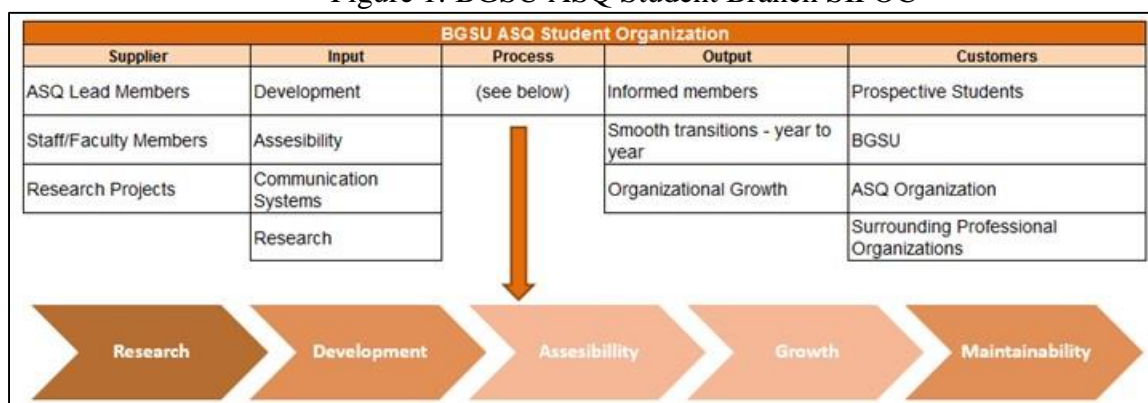 Figure 1. BGSU ASQ Student Branch SIPOC
BGSU ASQ Student Organization
Supplier
Input
Process
Output
Customers
ASQ Lead Members
Development
(see below)
Informed members
Prospective Students
Staff/Faculty Members
Assesibility
Smooth transitions - year to
year
BGSU
Research Projects
Communication
Systems
Organizational Growth
ASQ Organization
Research
Surrounding Professional
Organizations
Research
Development
Assesibillity
Growth
Maintainability